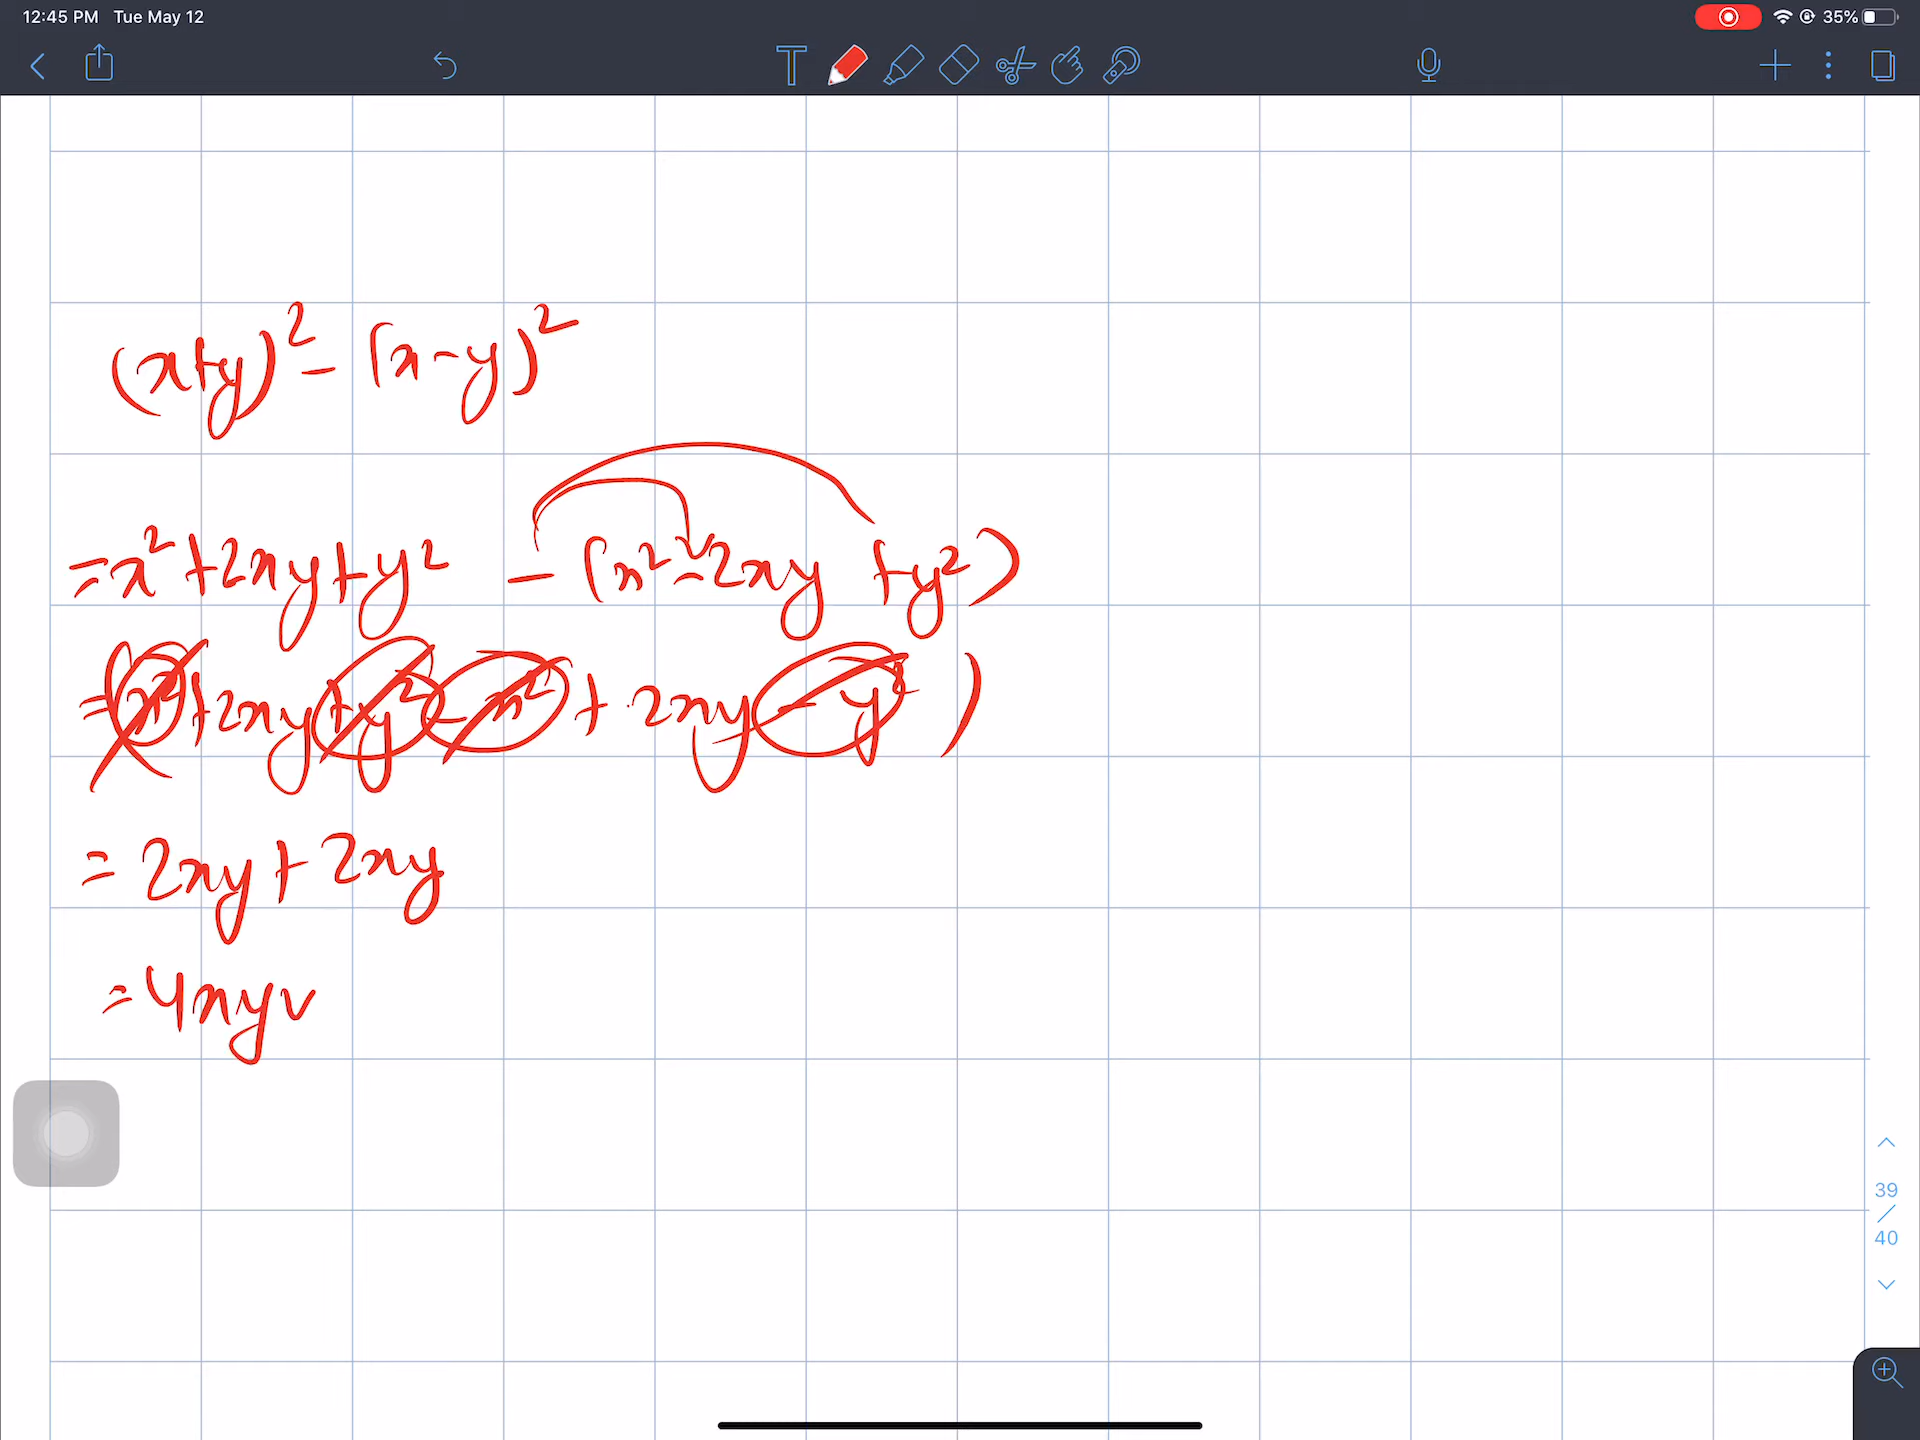 12:45 PM Tue May 12 35%
(x+y)² - (x-y)²
=x²+2xy+y² - (x²-2xy+y²)
=(x²+2xy+y²-x²+2xy-y²)
= 2xy+2xy
= 4xy
39
/
40